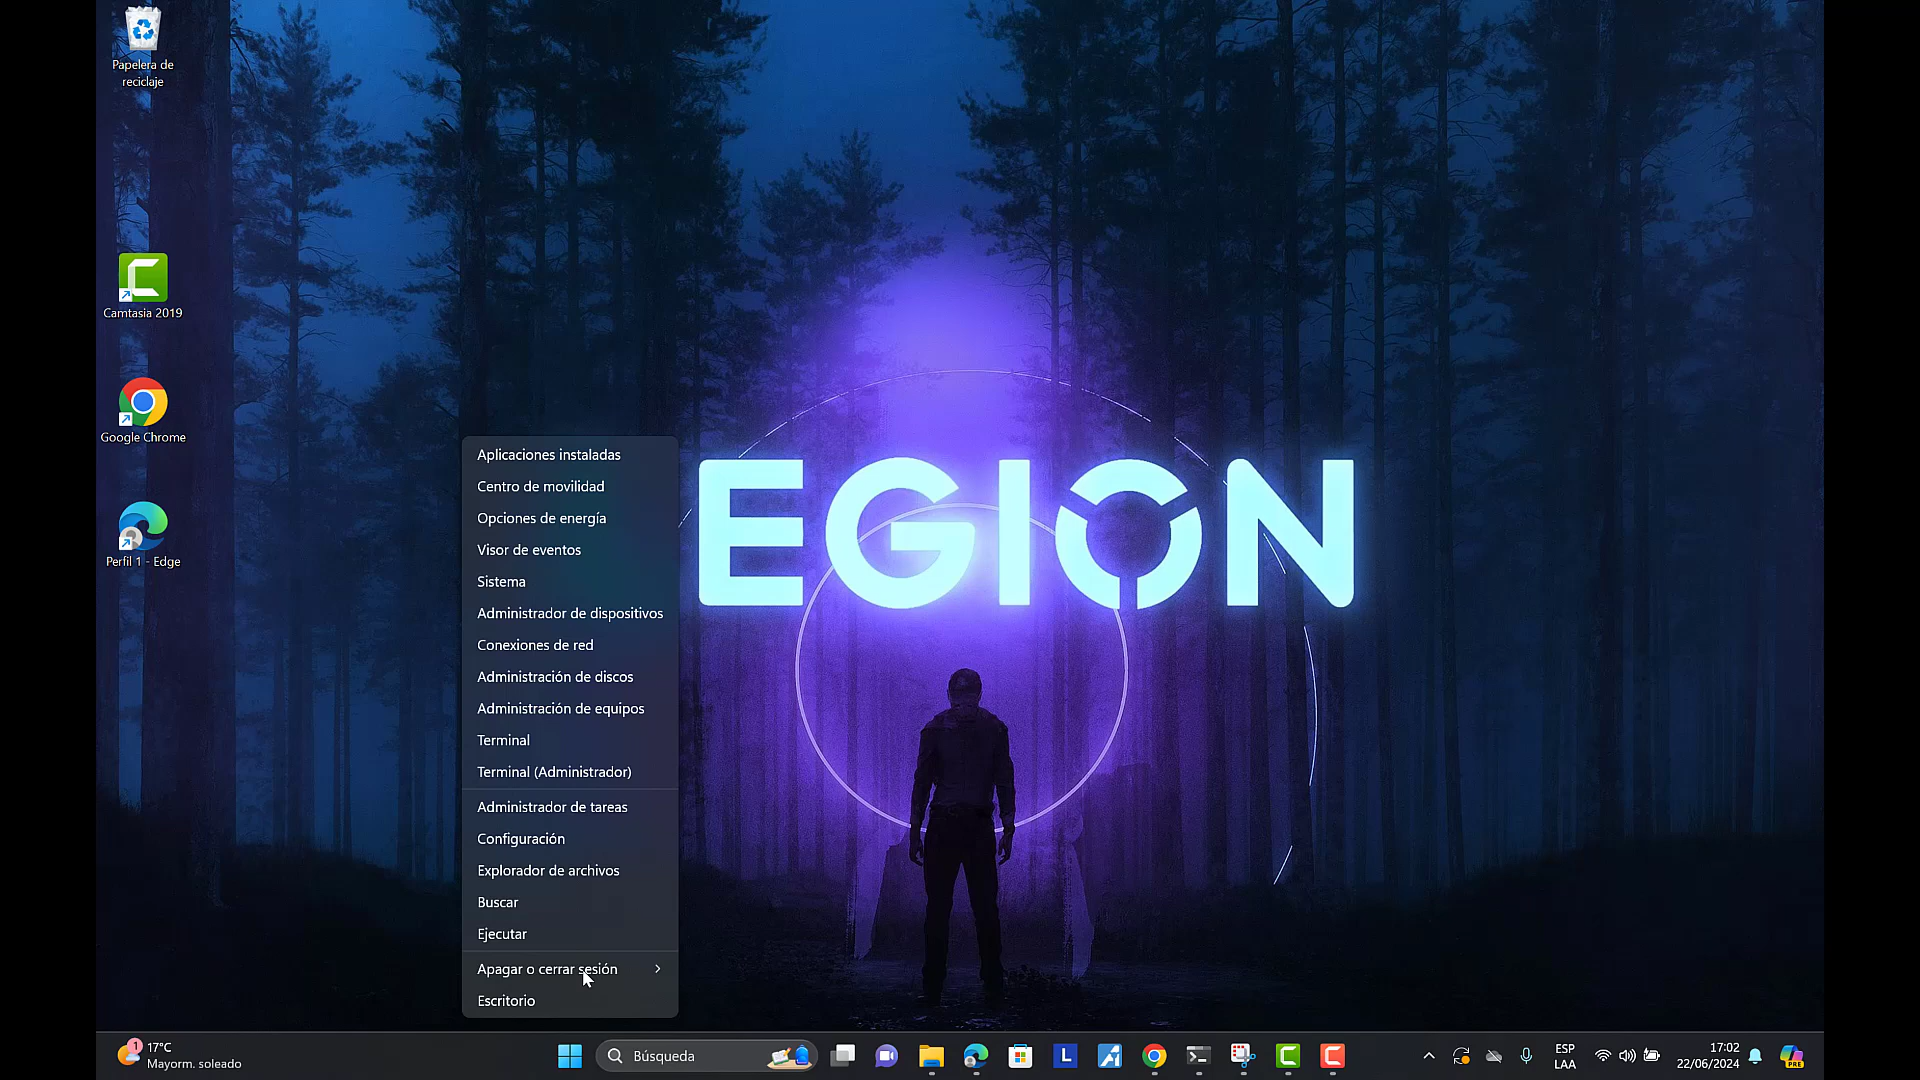 Papelera de
reciclaje
Camtasia 2019
Google Chrome
Perfil 1 - Edge
EGION
Aplicaciones instaladas
Centro de movilidad
Opciones de energía
Visor de eventos
Sistema
Administrador de dispositivos
Conexiones de red
Administración de discos
Administración de equipos
Terminal
Terminal (Administrador)
Administrador de tareas
Configuración
Explorador de archivos
Buscar
Ejecutar
Apagar o cerrar sesión
Escritorio
1
17°C
Mayorm. soleado
Búsqueda
L
ESP
LAA
17:02
22/06/2024
PRE